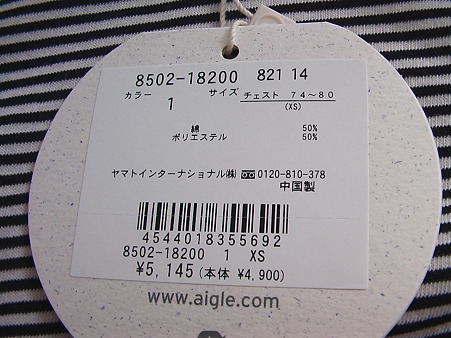 8502-18200 821 14
カラー 1 サイズ チェスト 74～80
(XS)
綿 50%
ポリエステル 50%
ヤマトインターナショナル㈱ 0120-810-378
中国製
4544018355692
8502-18200 1 XS
¥5,145(本体 ¥4,900)
www.aigle.com